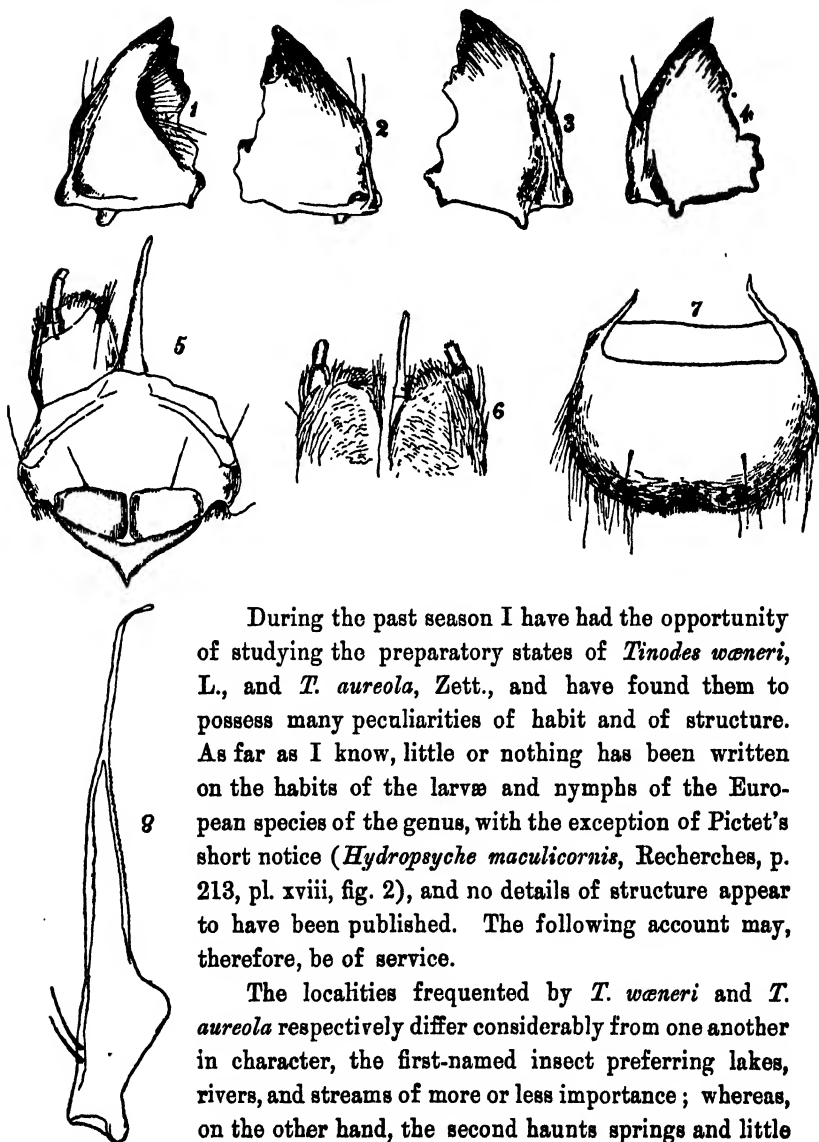 1
2
3
4
5
6
7
8
During the past season I have had the opportunity
of studying the preparatory states of Tinodes wæneri,
L., and T. aureola, Zett., and have found them to
possess many peculiarities of habit and of structure.
As far as I know, little or nothing has been written
on the habits of the larvæ and nymphs of the Euro-
pean species of the genus, with the exception of Pictet's
short notice (Hydropsyche maculicornis, Recherches, p.
213, pl. xviii, fig. 2), and no details of structure appear
to have been published. The following account may,
therefore, be of service.
The localities frequented by T. wæneri and T.
aureola respectively differ considerably from one another
in character, the first-named insect preferring lakes,
rivers, and streams of more or less importance; whereas,
on the other hand, the second haunts springs and little